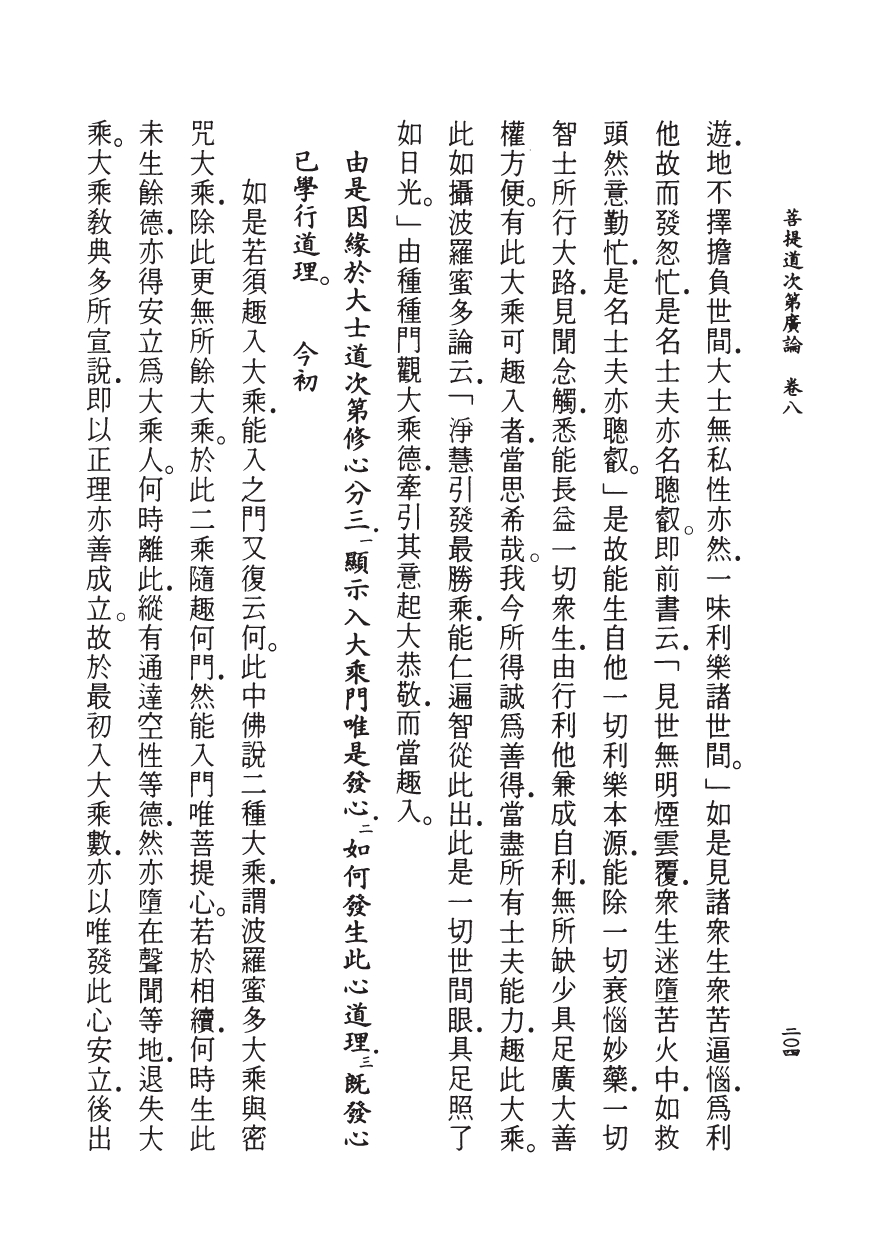 菩提道次第廣論　卷八
二〇四
遊．地不擇擔負世間．大士無私性亦然．一味利樂諸世間。」如是見諸衆生衆苦逼惱．爲利
他故而發怱忙．是名士夫亦名聰叡。即前書云．「見世無明煙雲覆．衆生迷墮苦火中．如救
頭然意勤忙．是名士夫亦聰叡。」是故能生自他一切利樂本源．能除一切衰惱妙藥．一切
智士所行大路．見聞念觸．悉能長益一切衆生．由行利他兼成自利．無所缺少具足廣大善
權方便。有此大乘可趣入者．當思希哉。我今所得誠爲善得．當盡所有士夫能力．趣此大乘。
此如攝波羅蜜多論云．「淨慧引發最勝乘．能仁遍智從此出．此是一切世間眼．具足照了
如日光。」由種種門觀大乘德．牽引其意起大恭敬．而當趣入。
由是因緣於大士道次第修心分三．一顯示入大乘門唯是發心．二如何發生此心道理．三既發心
已學行道理。　今初
如是若須趣入大乘．能入之門又復云何。此中佛說二種大乘．謂波羅蜜多大乘與密
咒大乘．除此更無所餘大乘。於此二乘隨趣何門．然能入門唯菩提心。若於相續．何時生此
未生餘德．亦得安立爲大乘人。何時離此．縱有通達空性等德．然亦墮在聲聞等地．退失大
乘。大乘敎典多所宣說．即以正理亦善成立。故於最初入大乘數．亦以唯發此心安立．後出